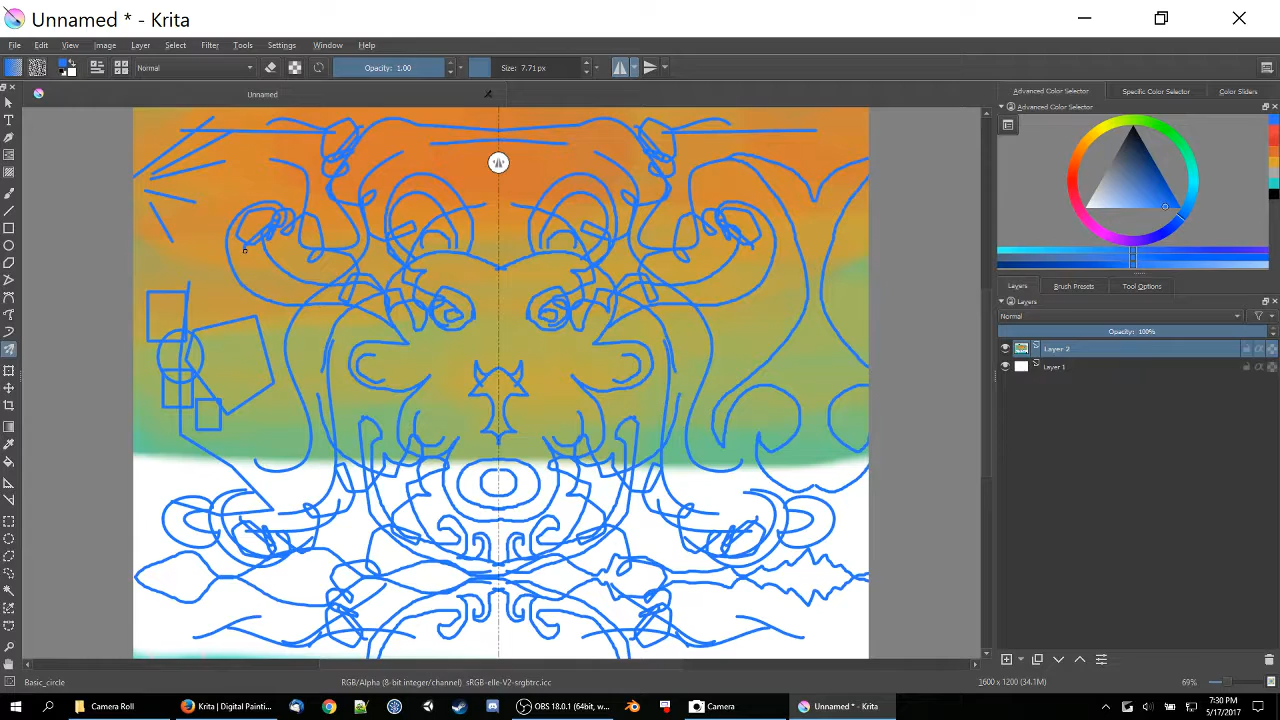 Unnamed * - Krita
File Edit View Image Layer Select Filter Tools Settings Window Help
Normal Opacity: 1.00 Size: 7.71 px
Unnamed
Advanced Color Selector Specific Color Selector Color Sliders
Advanced Color Selector
Layers Brush Presets Tool Options
Layers
Normal
Opacity: 100%
Layer 2
Layer 1
Basic_circle RGB/Alpha (8-bit integer/channel) sRGB-elle-V2-srgbtrc.icc 1600 x 1200 (34.1M) 69%
Camera Roll Krita | Digital Painti... OBS 18.0.1 (64bit, w... Camera Unnamed * - Krita 7:30 PM
5/17/2017